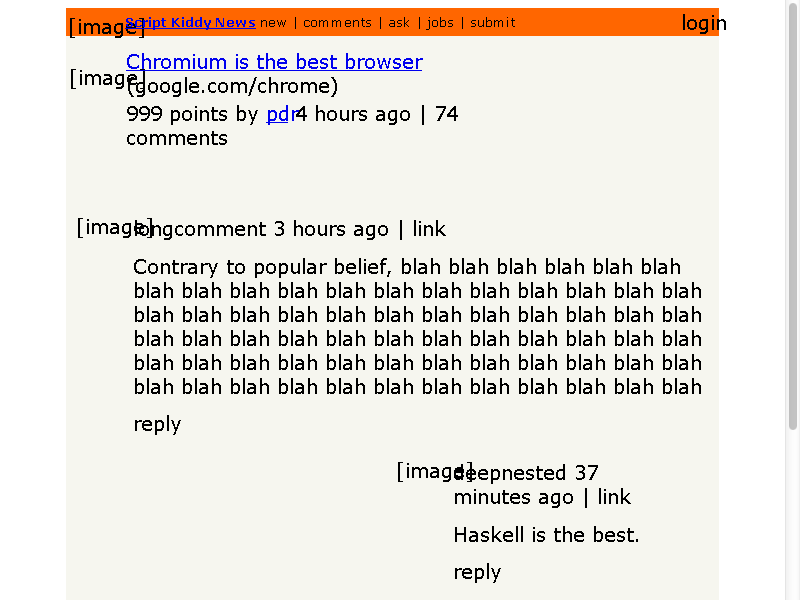 [image] Script Kiddy News new | comments | ask | jobs | submit login
[image] Chromium is the best browser
(google.com/chrome)
999 points by pdr 4 hours ago | 74
comments
[image] longcomment 3 hours ago | link
Contrary to popular belief, blah blah blah blah blah blah
blah blah blah blah blah blah blah blah blah blah blah blah
blah blah blah blah blah blah blah blah blah blah blah blah
blah blah blah blah blah blah blah blah blah blah blah blah
blah blah blah blah blah blah blah blah blah blah blah blah
blah blah blah blah blah blah blah blah blah blah blah blah
reply
[image] deepnested 37
minutes ago | link
Haskell is the best.
reply